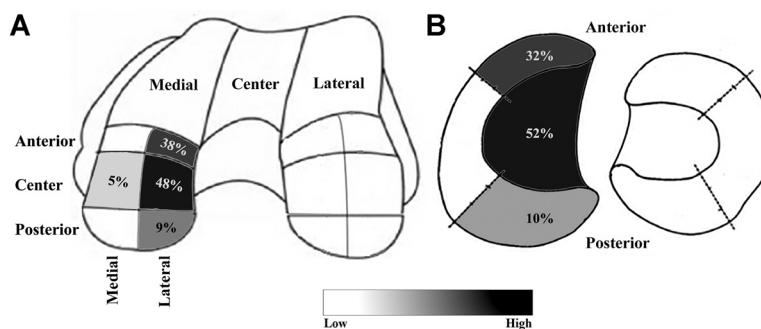 A
Medial
Center
Lateral
Anterior
38%
Center
5%
48%
Posterior
9%
Medial
Lateral
B
Anterior
32%
52%
10%
Posterior
Low
High